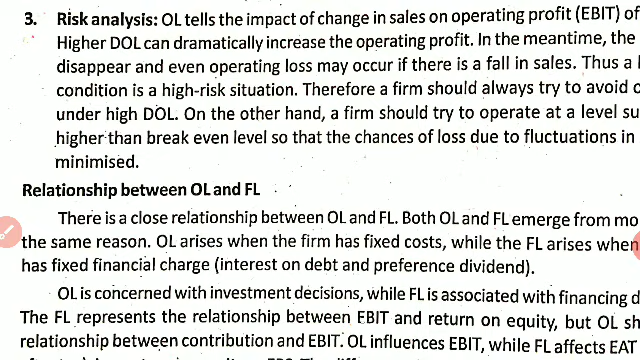 3. Risk analysis: OL tells the impact of change in sales on operating profit (EBIT) of
Higher DOL can dramatically increase the operating profit. In the meantime, the
disappear and even operating loss may occur if there is a fall in sales. Thus a
condition is a high-risk situation. Therefore a firm should always try to avoid
under high DOL. On the other hand, a firm should try to operate at a level
higher than break even level so that the chances of loss due to fluctuations in
minimised.
Relationship between OL and FL
There is a close relationship between OL and FL. Both OL and FL emerge from
the same reason. OL arises when the firm has fixed costs, while the FL arises when
has fixed financial charge (interest on debt and preference dividend).
OL is concerned with investment decisions, while FL is associated with financing
The FL represents the relationship between EBIT and return on equity, but OL
relationship between contribution and EBIT. OL influences EBIT, while FL affects EAT